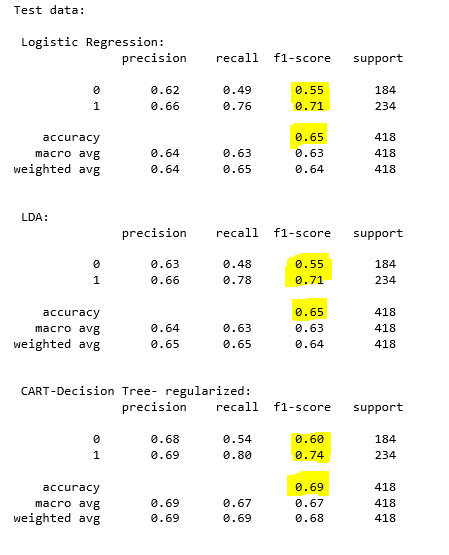 Test data:
Logistic Regression:
precision recall f1-score support
0 0.62 0.49 0.55 184
1 0.66 0.76 0.71 234
accuracy 0.65 418
macro avg 0.64 0.63 0.63 418
weighted avg 0.64 0.65 0.64 418
LDA:
precision recall f1-score support
0 0.63 0.48 0.55 184
1 0.66 0.78 0.71 234
accuracy 0.65 418
macro avg 0.64 0.63 0.63 418
weighted avg 0.65 0.65 0.64 418
CART-Decision Tree- regularized:
precision recall f1-score support
0 0.68 0.54 0.60 184
1 0.69 0.80 0.74 234
accuracy 0.69 418
macro avg 0.69 0.67 0.67 418
weighted avg 0.69 0.69 0.68 418